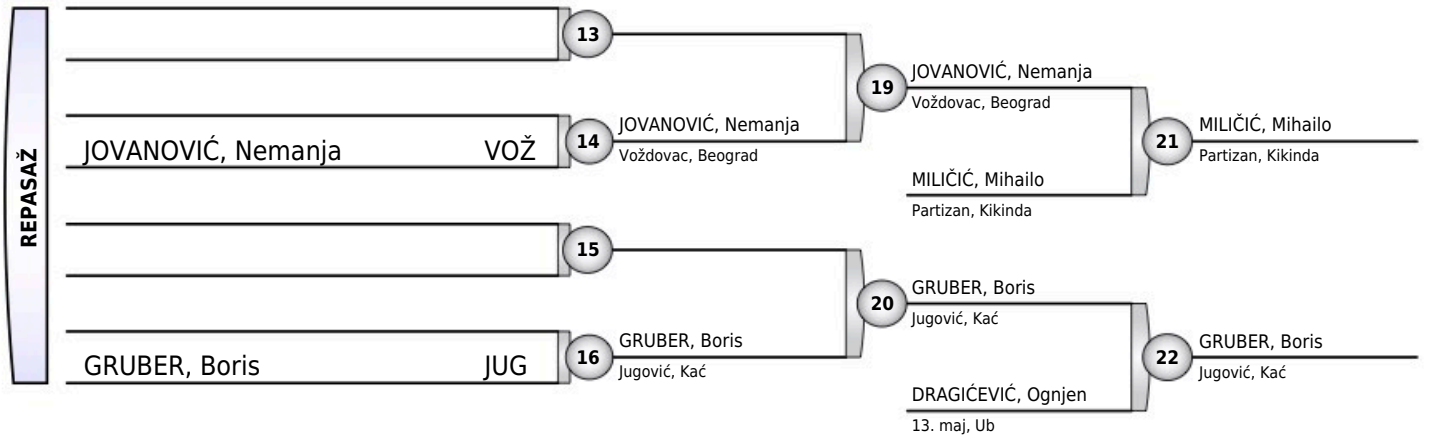 REPASAŽ
13
JOVANOVIĆ, Nemanja VOŽ
14
JOVANOVIĆ, Nemanja
Voždovac, Beograd
19
JOVANOVIĆ, Nemanja
Voždovac, Beograd
MILIČIĆ, Mihailo
Partizan, Kikinda
21
MILIČIĆ, Mihailo
Partizan, Kikinda
15
GRUBER, Boris JUG
16
GRUBER, Boris
Jugović, Kać
20
GRUBER, Boris
Jugović, Kać
DRAGIĆEVIĆ, Ognjen
13. maj, Ub
22
GRUBER, Boris
Jugović, Kać